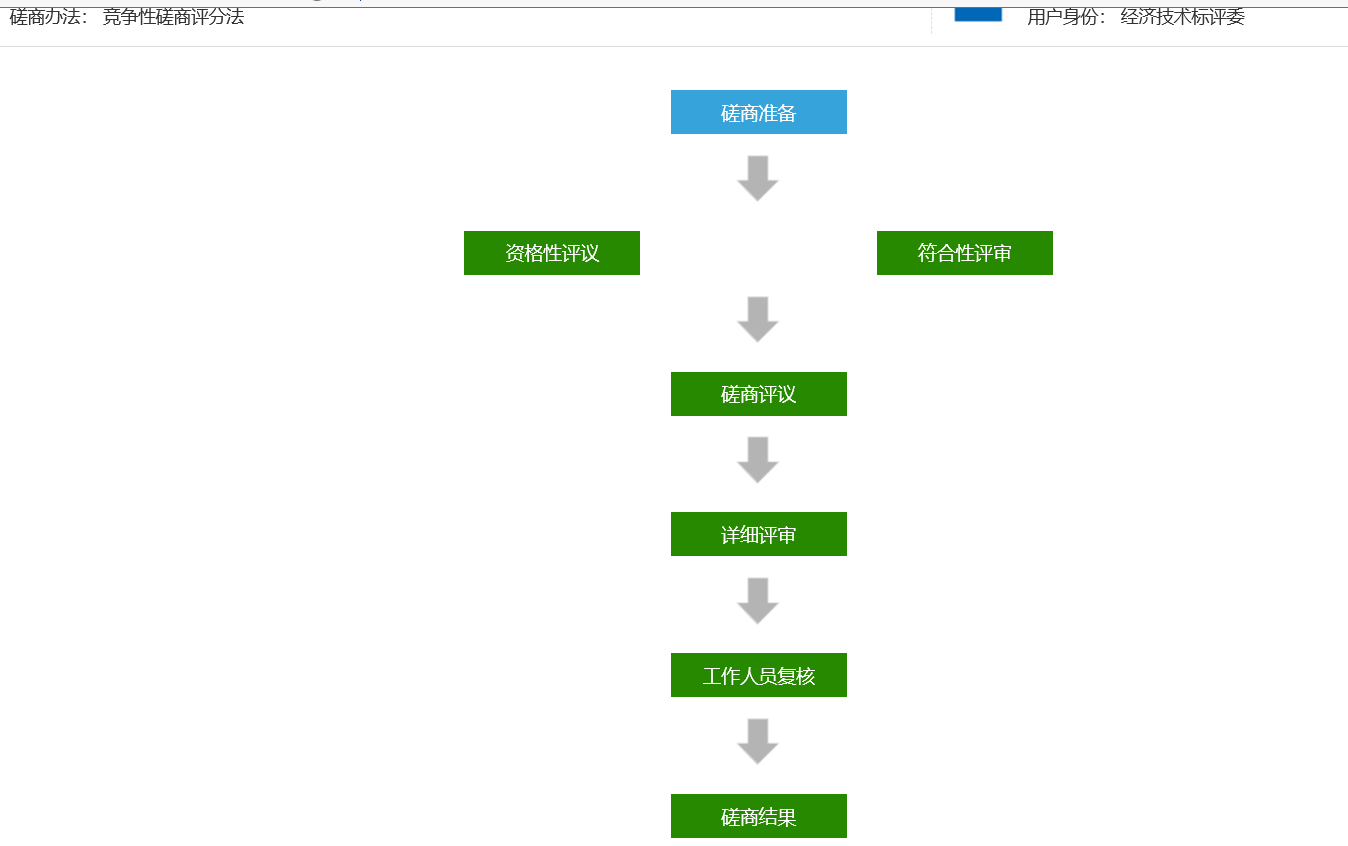 磋商办法： 竞争性磋商评分法
用户身份： 经济技术标评委
磋商准备
资格性评议
符合性评审
磋商评议
详细评审
工作人员复核
磋商结果